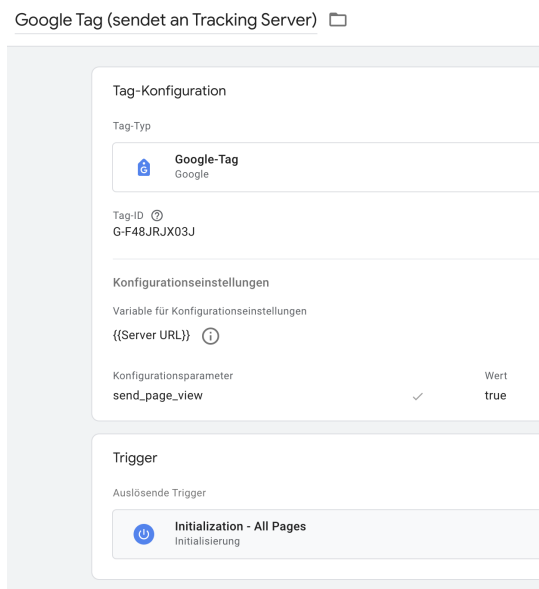 Google Tag (sendet an Tracking Server)
Tag-Konfiguration
Tag-Typ
G
Google-Tag
Google
Tag-ID
G-F48JRJX03J
Konfigurationseinstellungen
Variable für Konfigurationseinstellungen
{{Server URL}}
Konfigurationsparameter Wert
send_page_view true
Trigger
Auslösende Trigger
Initialization - All Pages
Initialisierung